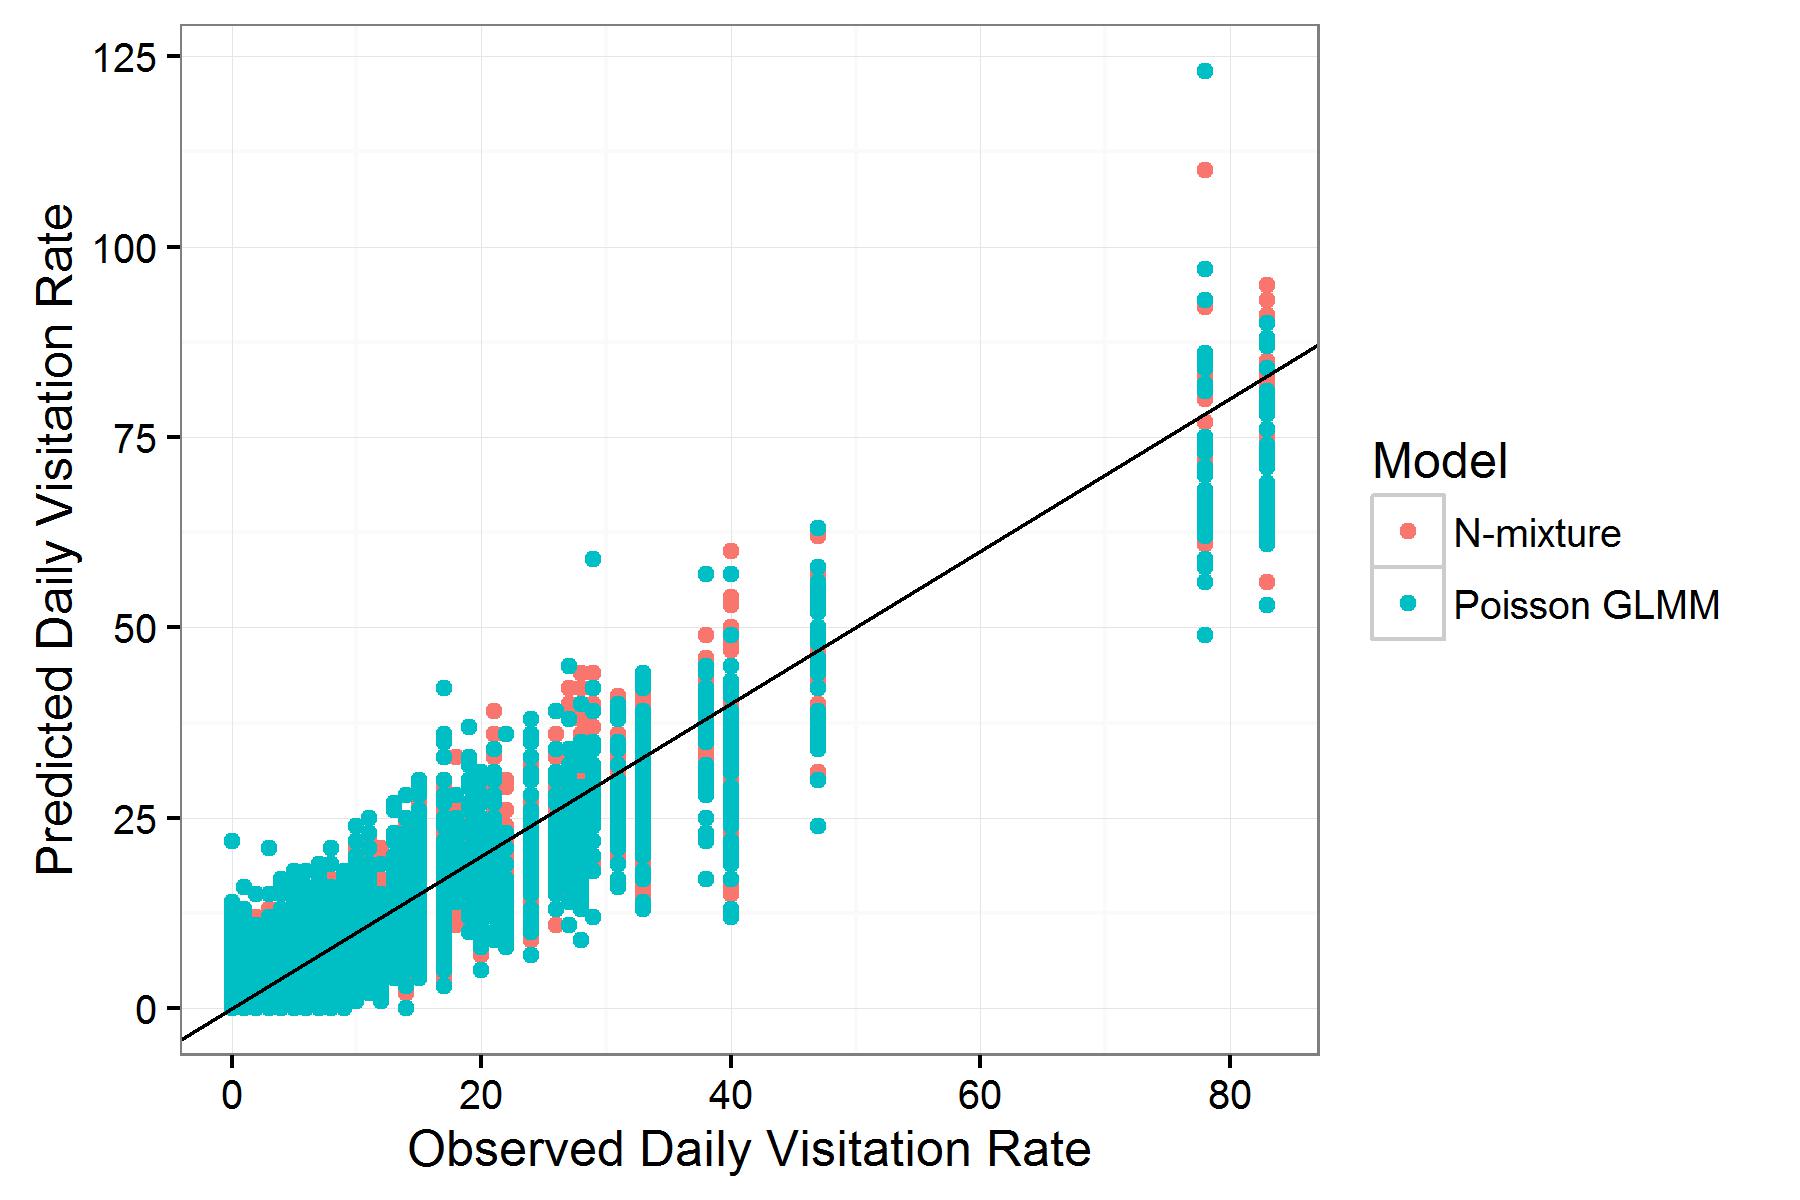 125
100
75
50
25
0
Predicted Daily Visitation Rate
0 20 40 60 80
Observed Daily Visitation Rate
Model
N-mixture
Poisson GLMM